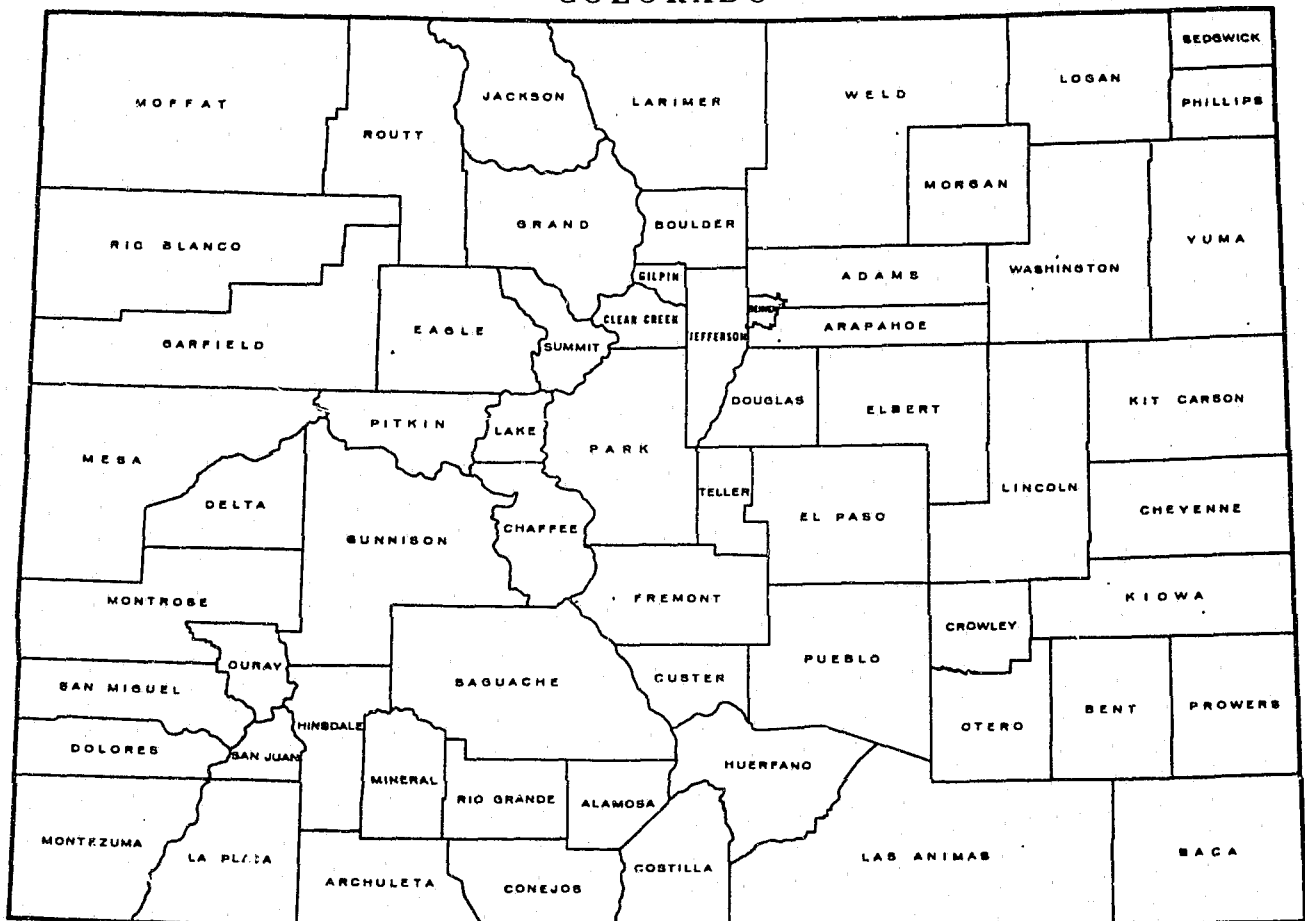 COLORADO
MOFFAT
ROUTT
JACKSON
LARIMER
WELD
LOGAN
SEDGWICK
PHILLIPS
MORGAN
RIO BLANCO
GRAND
BOULDER
YUMA
GILPIN
ADAMS
WASHINGTON
GARFIELD
EAGLE
SUMMIT
CLEAR CREEK
JEFFERSON
DENVER
ARAPAHOE
MESA
PITKIN
LAKE
PARK
DOUGLAS
ELBERT
KIT CARSON
DELTA
GUNNISON
CHAFFEE
TELLER
EL PASO
LINCOLN
CHEYENNE
MONTROSE
FREMONT
CROWLEY
KIOWA
OURAY
SAN MIGUEL
SAGUACHE
CUSTER
PUEBLO
OTERO
BENT
PROWERS
DOLORES
SAN JUAN
HINSDALE
MINERAL
RIO GRANDE
ALAMOSA
HUERFANO
MONTEZUMA
LA PLATA
ARCHULETA
CONEJOS
COSTILLA
LAS ANIMAS
BACA